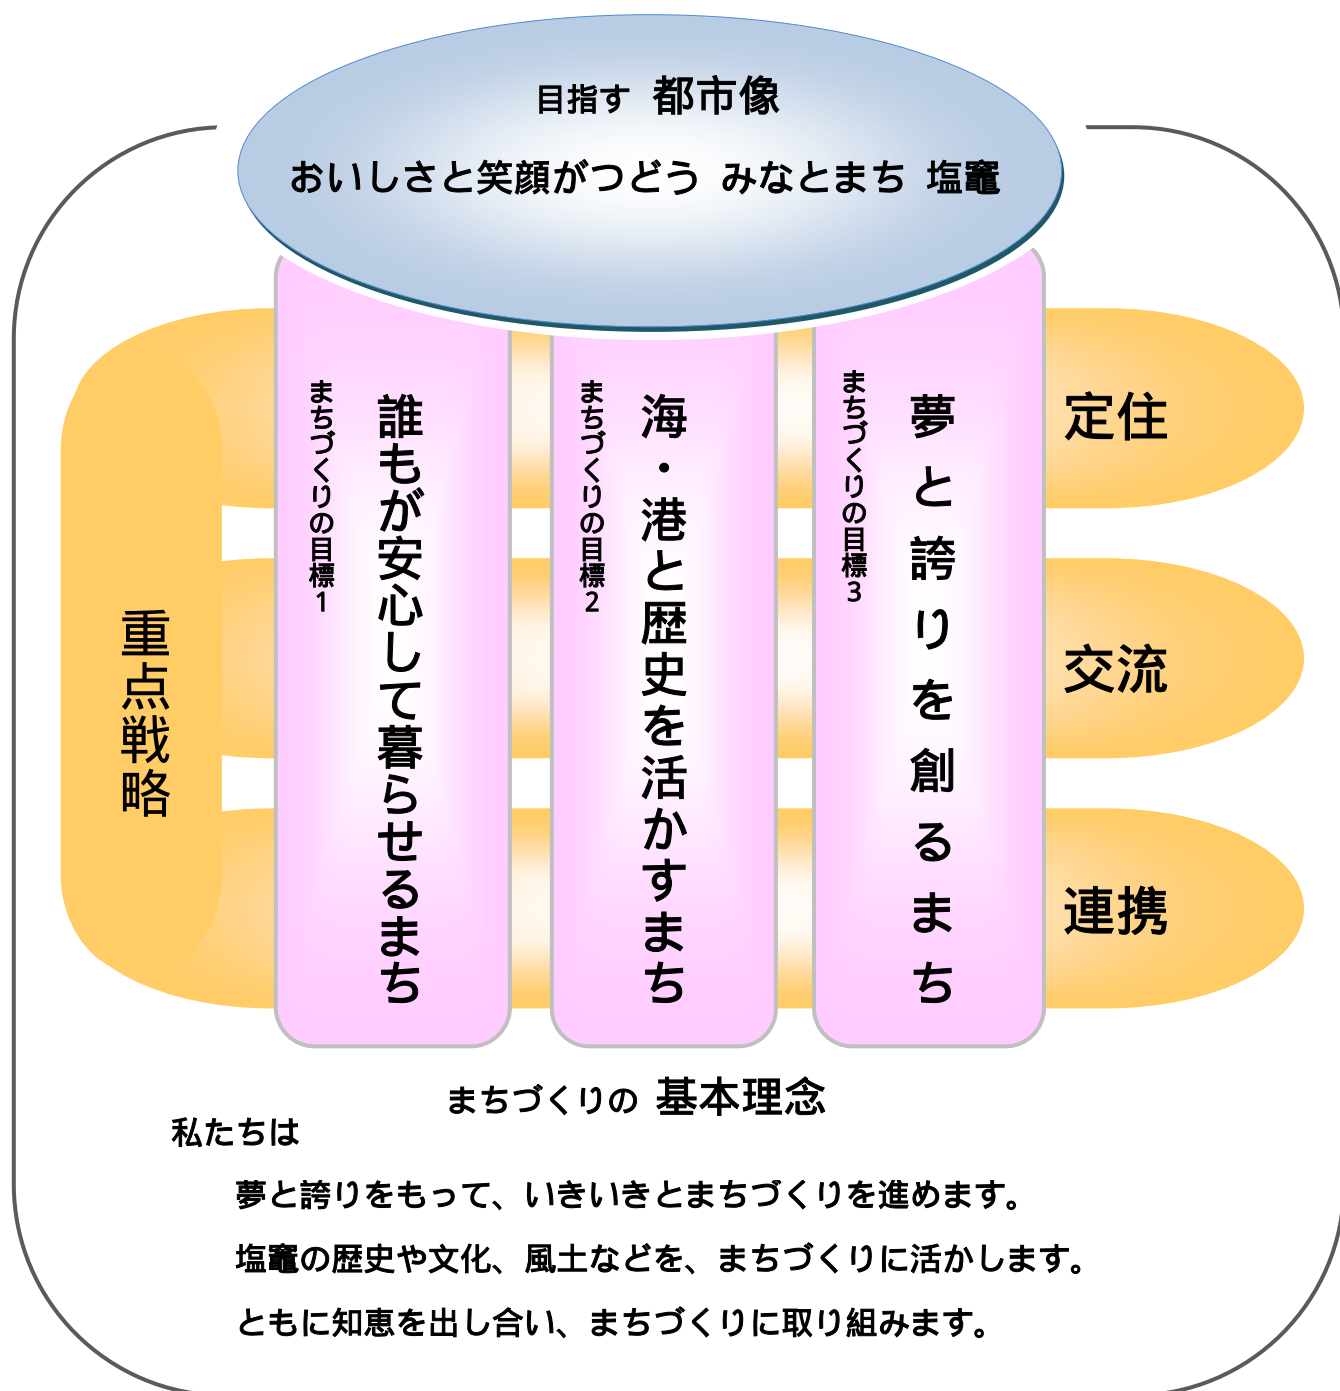 目指す 都市像
おいしさと笑顔がつどう みなとまち 塩竈
まちづくりの目標1
誰もが安心して暮らせるまち
まちづくりの目標2
海・港と歴史を活かすまち
まちづくりの目標3
夢と誇りを創るまち
定住
交流
連携
重点戦略
まちづくりの 基本理念
私たちは
夢と誇りをもって、いきいきとまちづくりを進めます。
塩竈の歴史や文化、風土などを、まちづくりに活かします。
ともに知恵を出し合い、まちづくりに取り組みます。